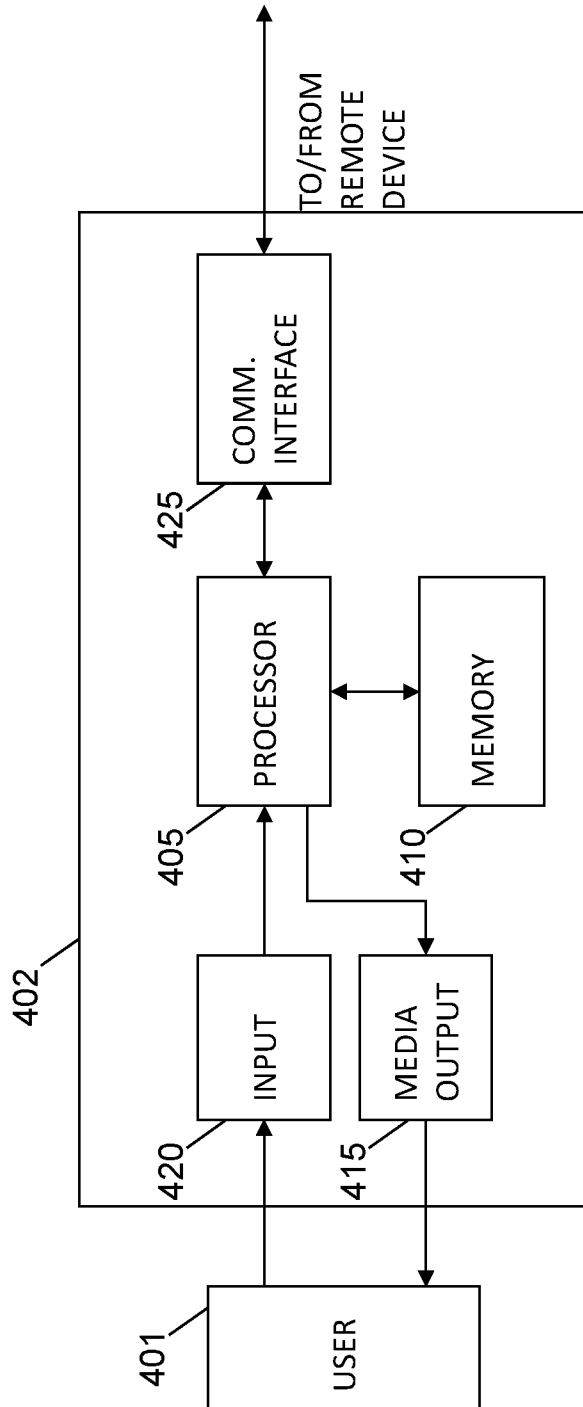 402
401
USER
420
INPUT
415
MEDIA
OUTPUT
405
PROCESSOR
410
MEMORY
425
COMM.
INTERFACE
TO/FROM
REMOTE
DEVICE